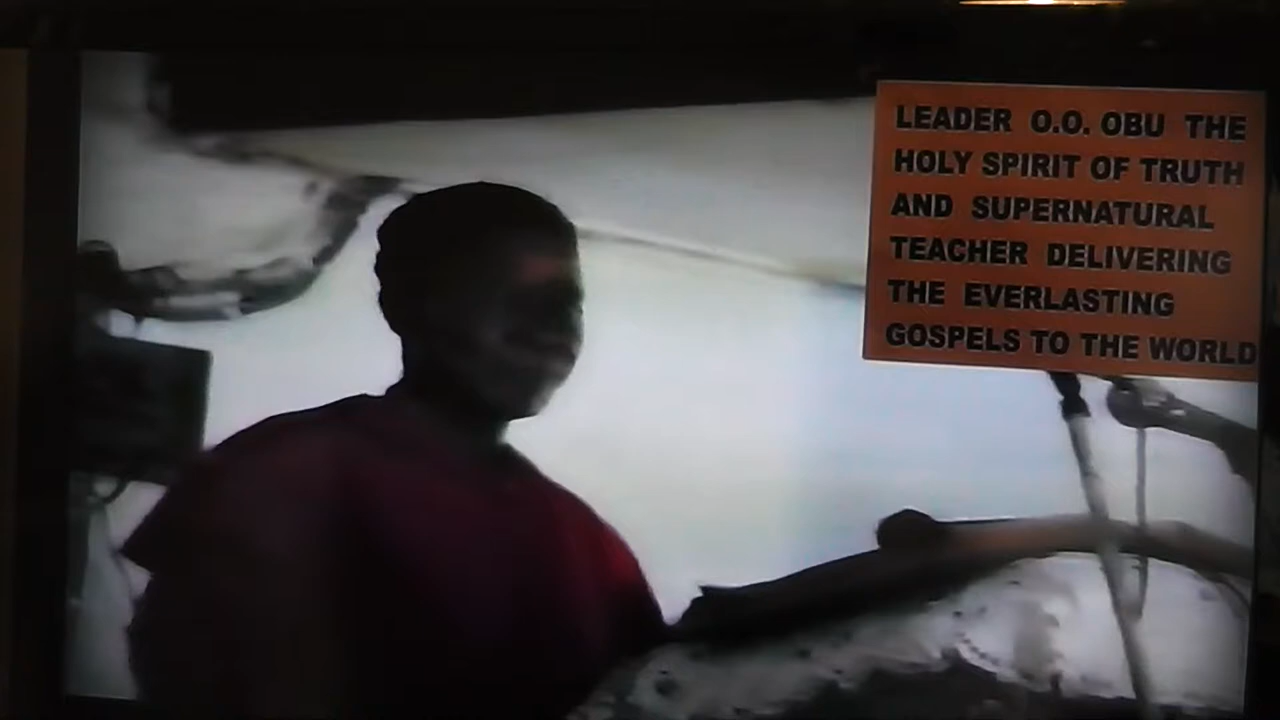 LEADER O.O. OBU THE
HOLY SPIRIT OF TRUTH
AND SUPERNATURAL
TEACHER DELIVERING
THE EVERLASTING
GOSPELS TO THE WORLD